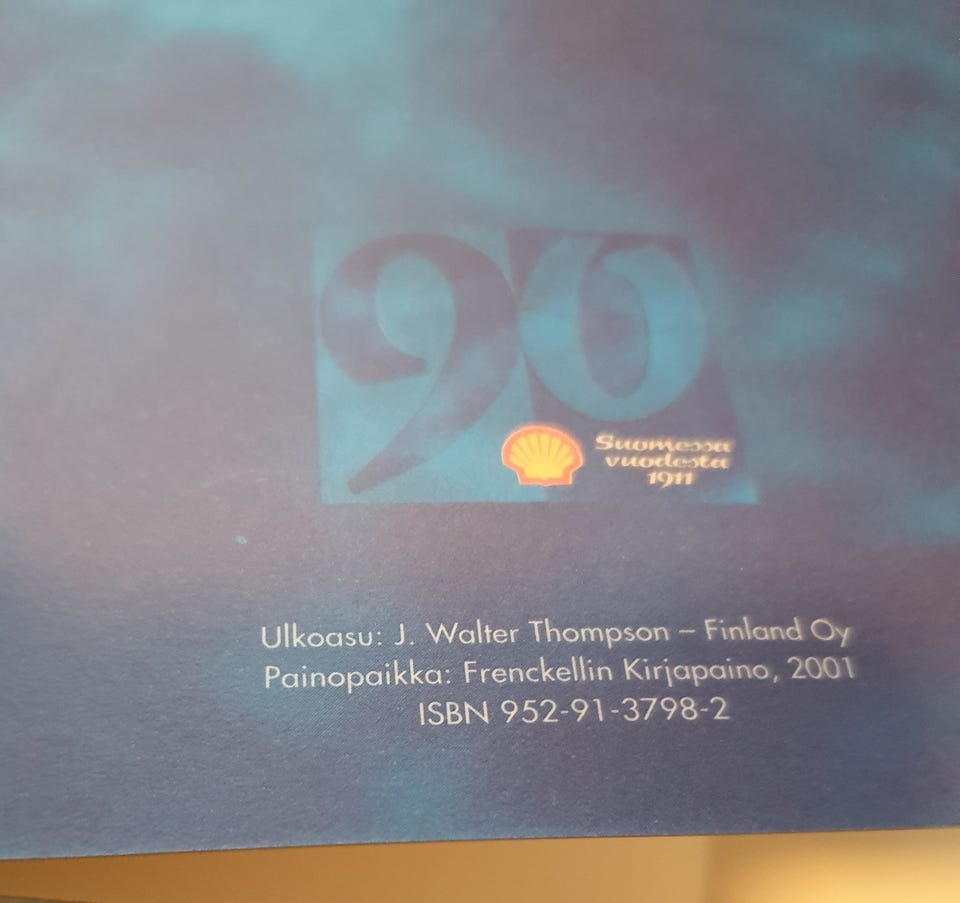 90
Suomessa
vuodesta
1911
Ulkoasu: J. Walter Thompson – Finland Oy
Painopaikka: Frenckellin Kirjapaino, 2001
ISBN 952-91-3798-2